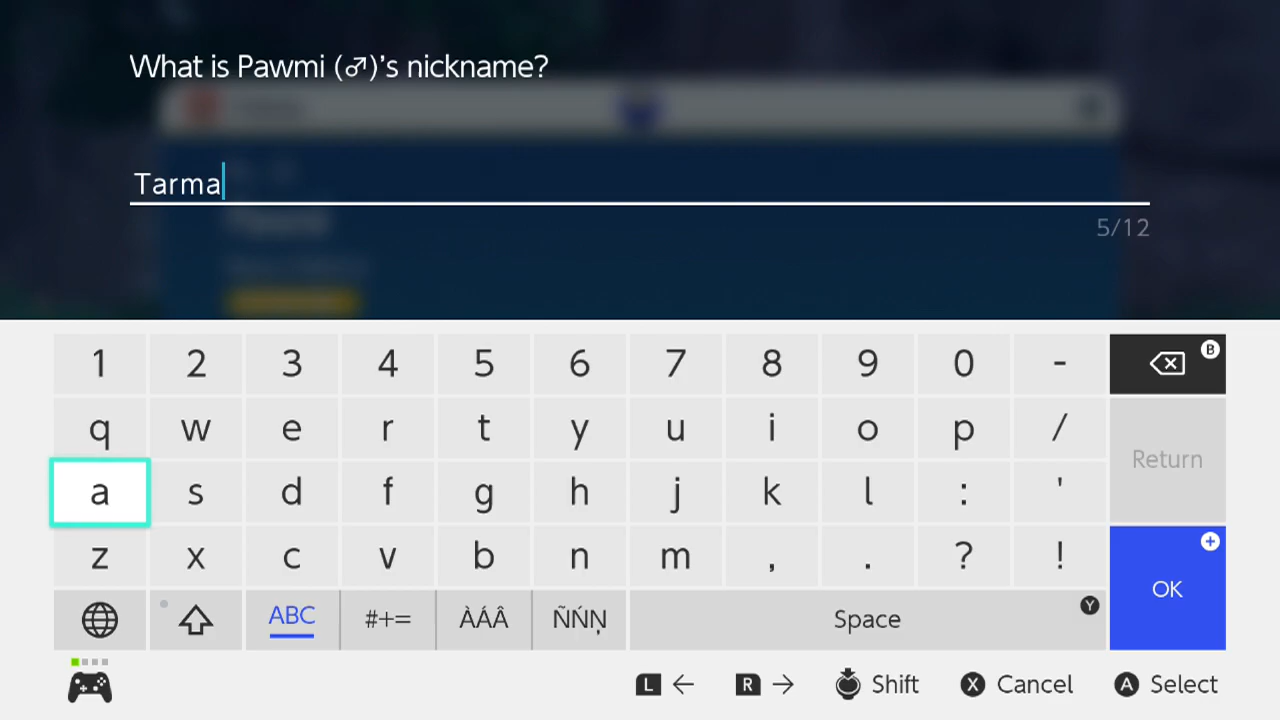 What is Pawmi (♂)'s nickname?
Tarma
5/12
1 2 3 4 5 6 7 8 9 0 - B
q w e r t y u i o p / Return
a s d f g h j k l : '
z x c v b n m , . ? ! + OK
ABC #+= ÀÁÂ ÑŃŅ Space Y
L ← R → Shift X Cancel A Select